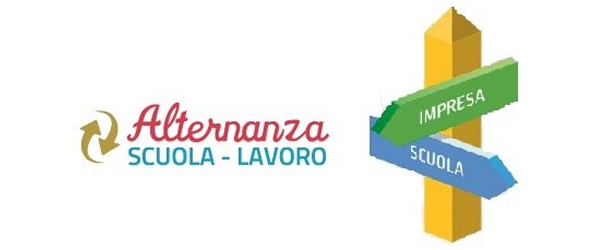 Alternanza
SCUOLA - LAVORO
IMPRESA
SCUOLA